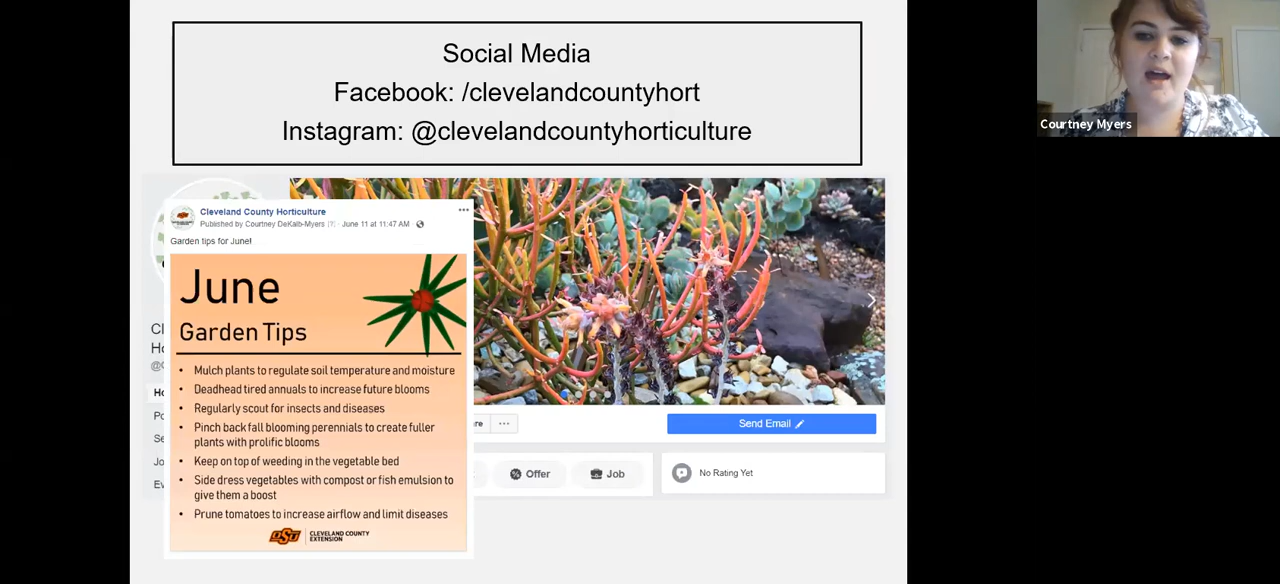 Social Media
Facebook: /clevelandcountyhort
Instagram: @clevelandcountyhorticulture
Courtney Myers
Cleveland County Horticulture
Published by Courtney DeKalb-Myers [?] · June 11 at 11:47 AM ·
Garden tips for June!
June
Garden Tips
• Mulch plants to regulate soil temperature and moisture
• Deadhead tired annuals to increase future blooms
• Regularly scout for insects and diseases
• Pinch back fall blooming perennials to create fuller
plants with prolific blooms
• Keep on top of weeding in the vegetable bed
• Side dress vegetables with compost or fish emulsion to
give them a boost
• Prune tomatoes to increase airflow and limit diseases
OSU
CLEVELAND COUNTY
EXTENSION
Send Email
Offer
Job
No Rating Yet